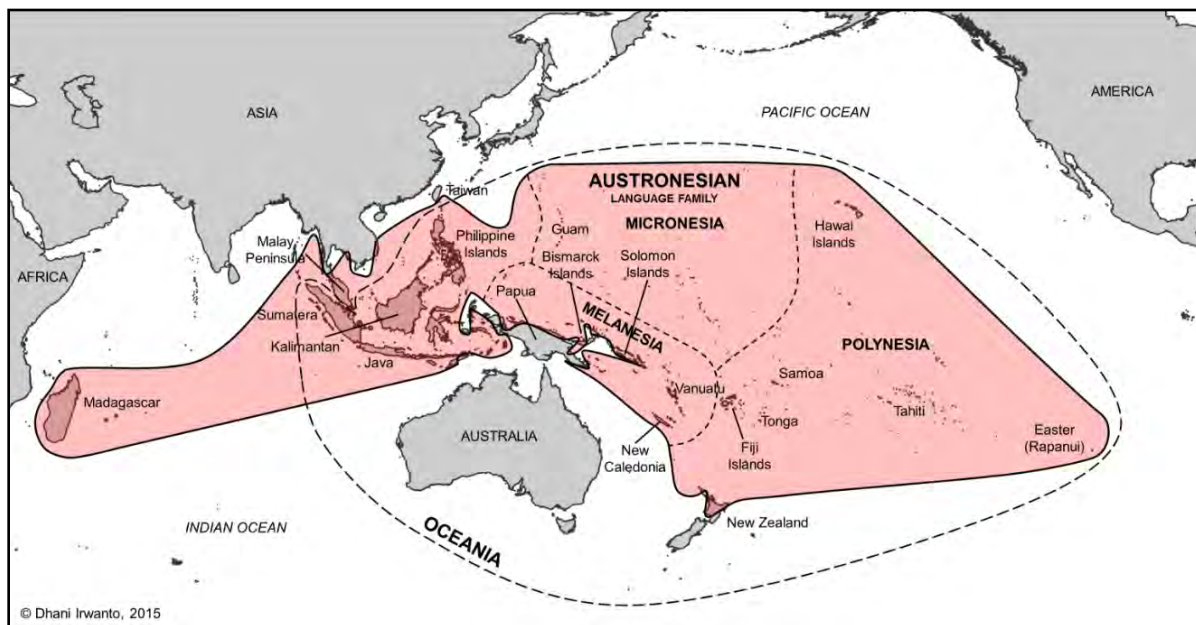 ASIA
AMERICA
PACIFIC OCEAN
Taiwan
AUSTRONESIAN
LANGUAGE FAMILY
MICRONESIA
Hawai
Islands
Guam
Philippine
Islands
Malay
Peninsula
Bismarck
Islands
Solomon
Islands
AFRICA
Papua
Sumatera
MELANESIA
Kalimantan
POLYNESIA
Java
Samoa
Vanuatu
Madagascar
Tahiti
Tonga
Easter
(Rapanui)
AUSTRALIA
New
Caledonia
Fiji
Islands
New Zealand
INDIAN OCEAN
OCEANIA
© Dhani Irwanto, 2015